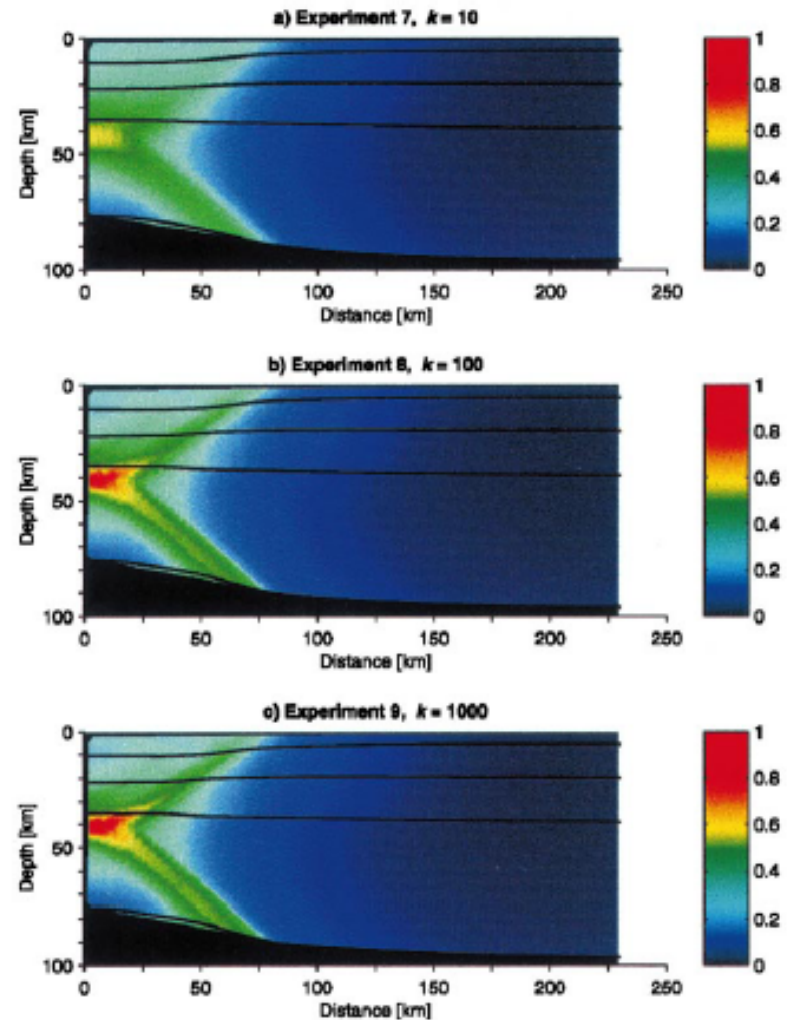 a) Experiment 7, k = 10
0
50
100
Depth [km]
0 50 100 150 200 250
Distance [km]
1
0.8
0.6
0.4
0.2
0
b) Experiment 8, k = 100
0
50
100
Depth [km]
0 50 100 150 200 250
Distance [km]
1
0.8
0.6
0.4
0.2
0
c) Experiment 9, k = 1000
0
50
100
Depth [km]
0 50 100 150 200 250
Distance [km]
1
0.8
0.6
0.4
0.2
0